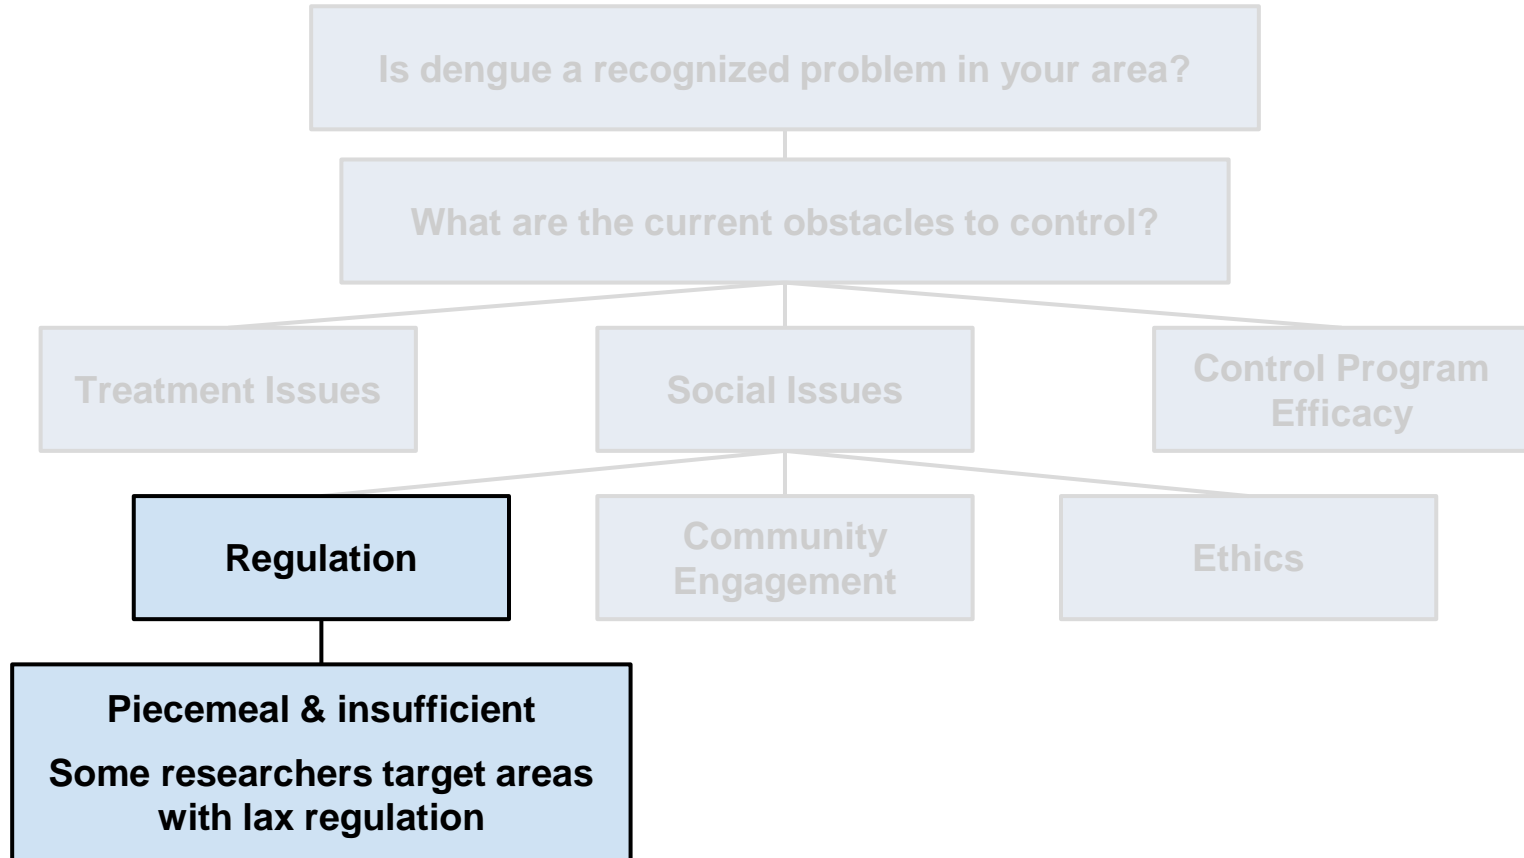 Is dengue a recognized problem in your area?
What are the current obstacles to control?
Treatment Issues
Social Issues
Control Program
Efficacy
Regulation
Community
Engagement
Ethics
Piecemeal & insufficient
Some researchers target areas
with lax regulation